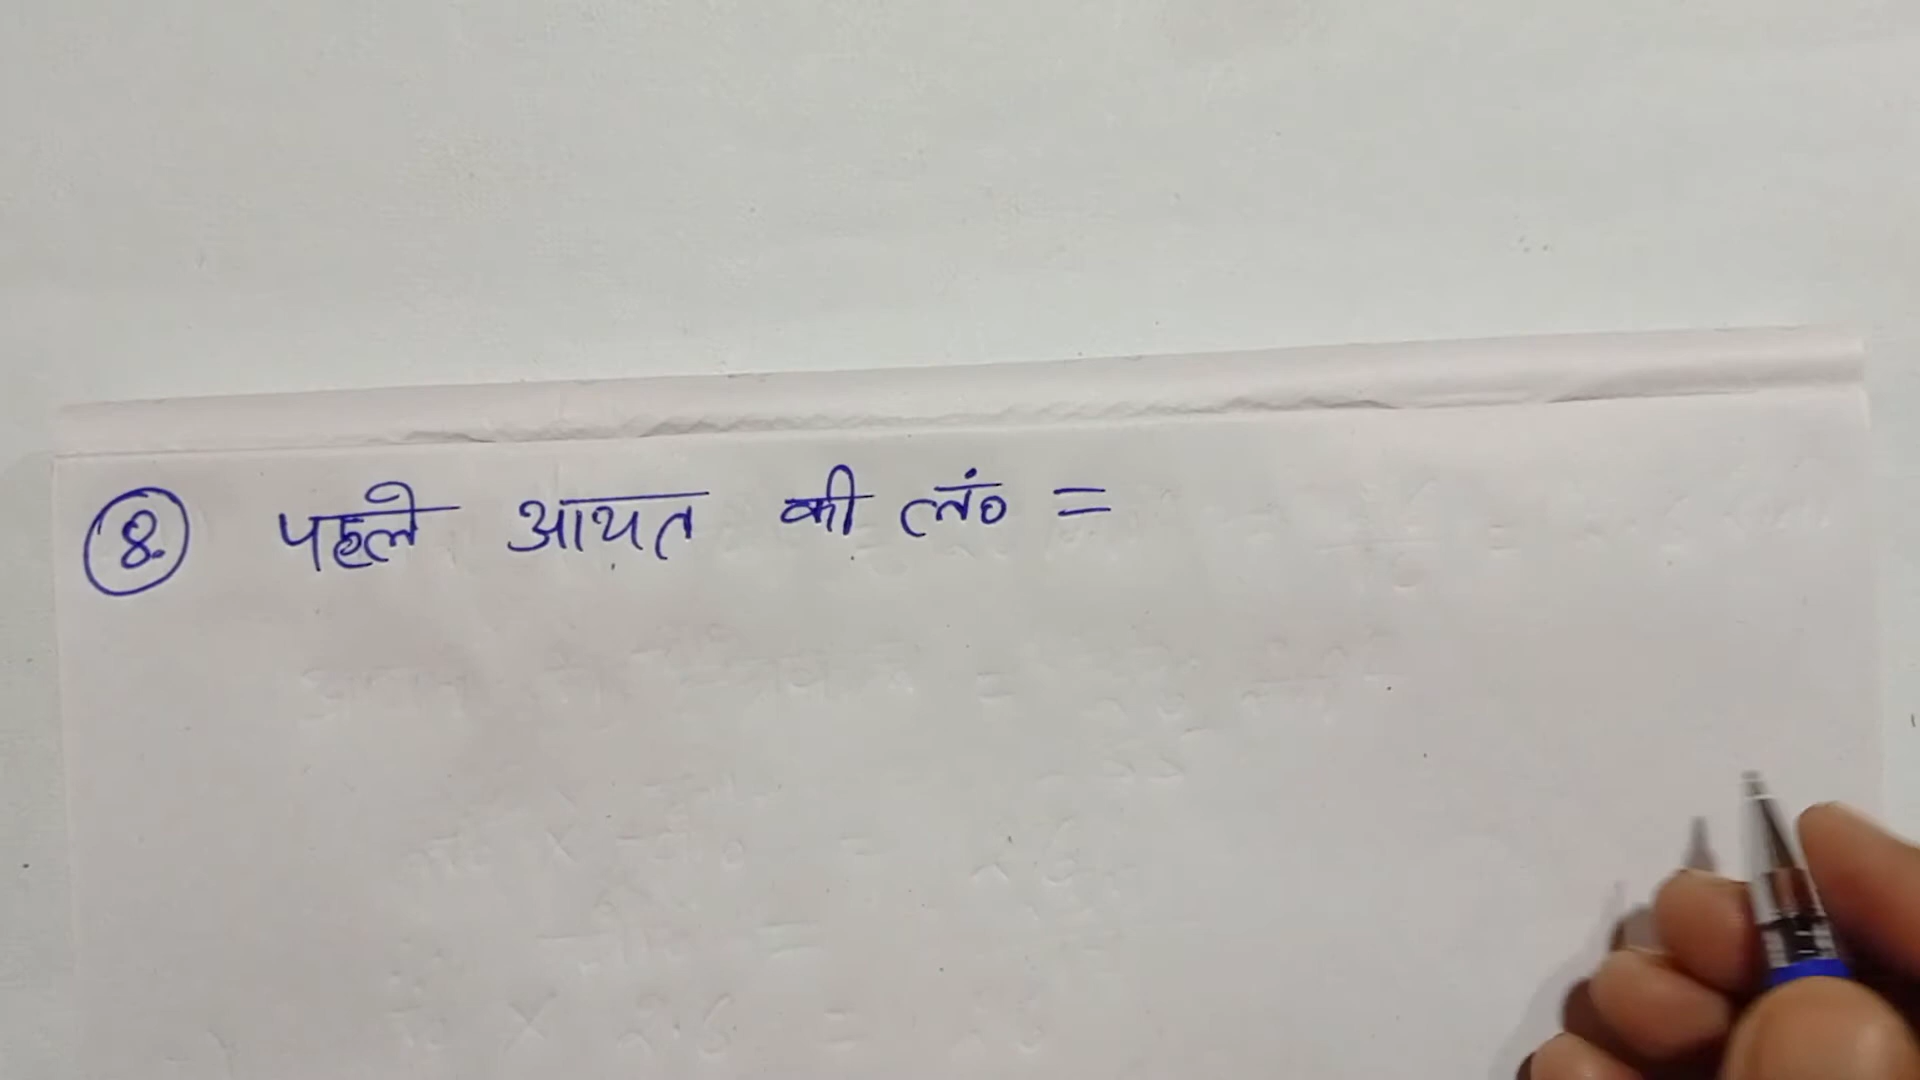 8. पहले आयत की लं० =